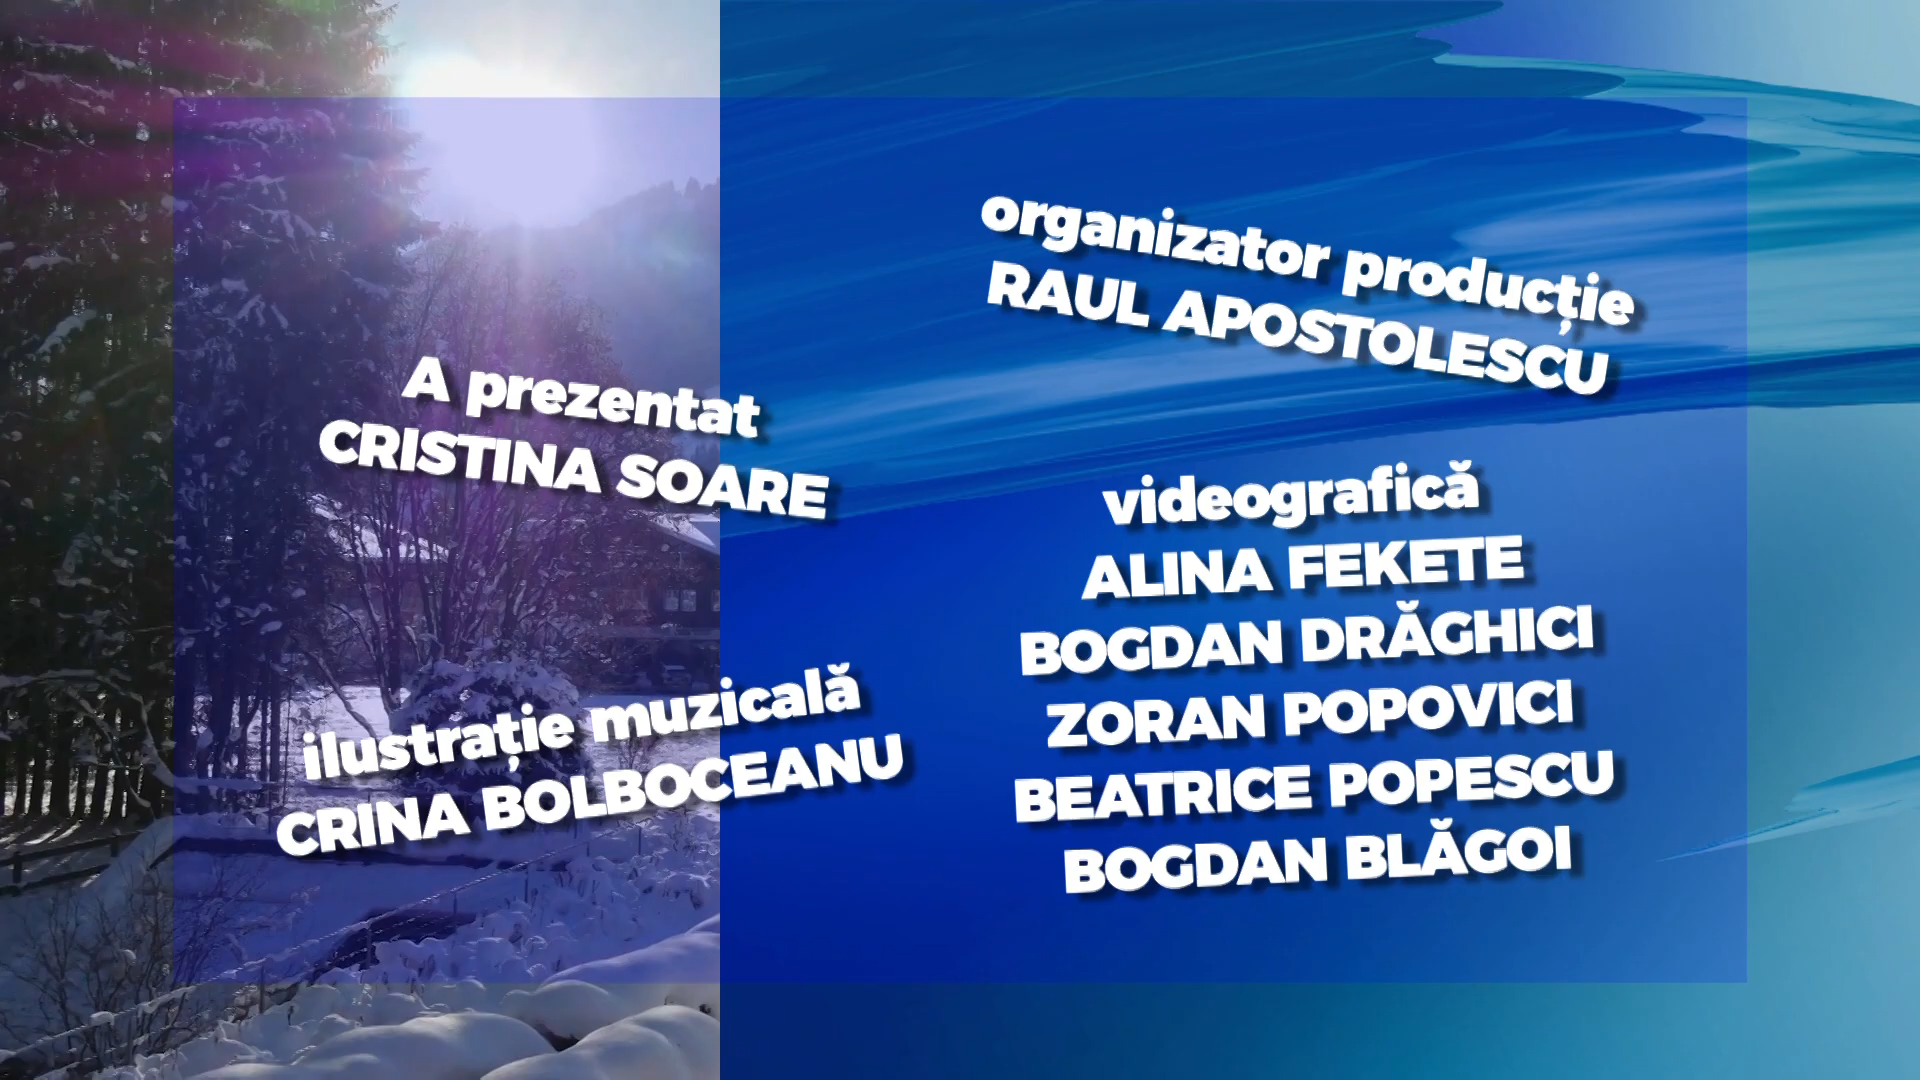 A prezentat
CRISTINA SOARE
ilustrație muzicală
CRINA BOLBOCEANU
organizator producție
RAUL APOSTOLESCU
videografică
ALINA FEKETE
BOGDAN DRĂGHICI
ZORAN POPOVICI
BEATRICE POPESCU
BOGDAN BLĂGOI